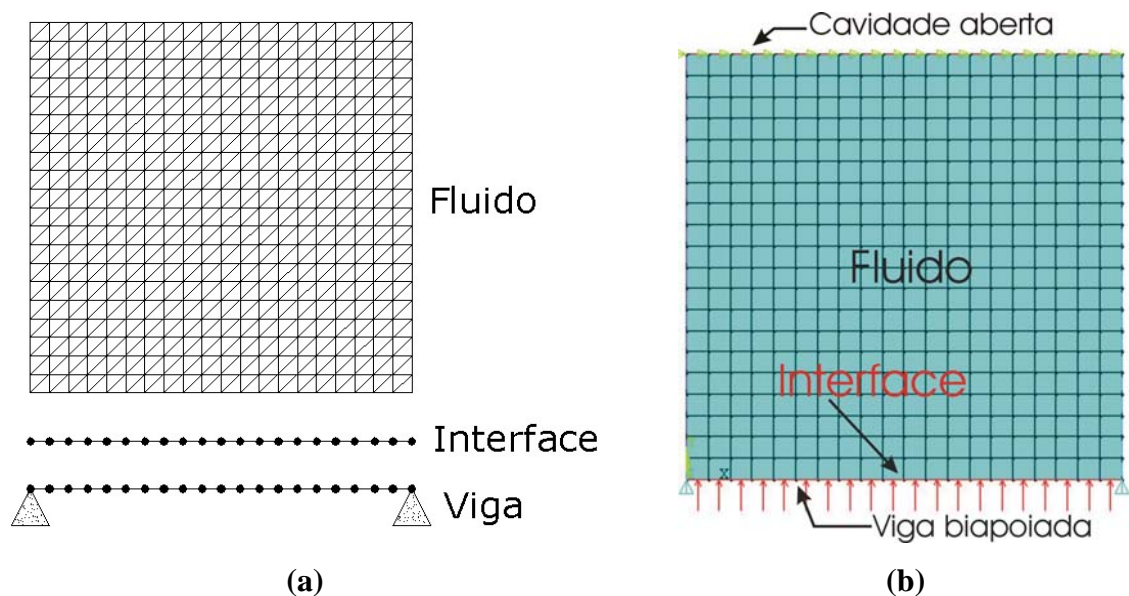 Fluido
Interface
Viga
(a)
Cavidade aberta
Fluido
Interface
X
Viga biapoiada
(b)